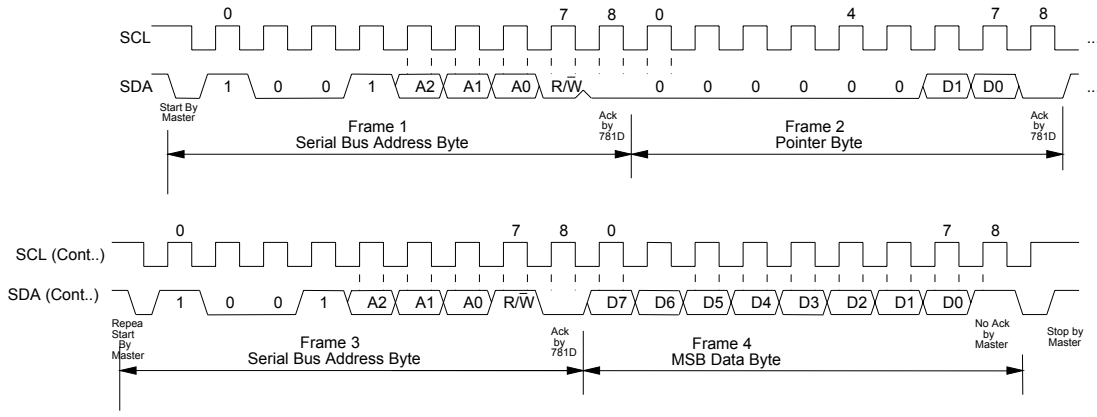 0 7 8 0 4 7 8
SCL ...
SDA 1 0 0 1 A2 A1 A0 R/W̅ 0 0 0 0 0 0 D1 D0 ...
Start By
Master
Ack
by
781D
Ack
by
781D
Frame 1
Serial Bus Address Byte
Frame 2
Pointer Byte
0 7 8 0 7 8
SCL (Cont..)
SDA (Cont..) 1 0 0 1 A2 A1 A0 R/W̅ D7 D6 D5 D4 D3 D2 D1 D0
Repea
Start
By
Master
Ack
by
781D
No Ack
by
Master
Stop by
Master
Frame 3
Serial Bus Address Byte
Frame 4
MSB Data Byte